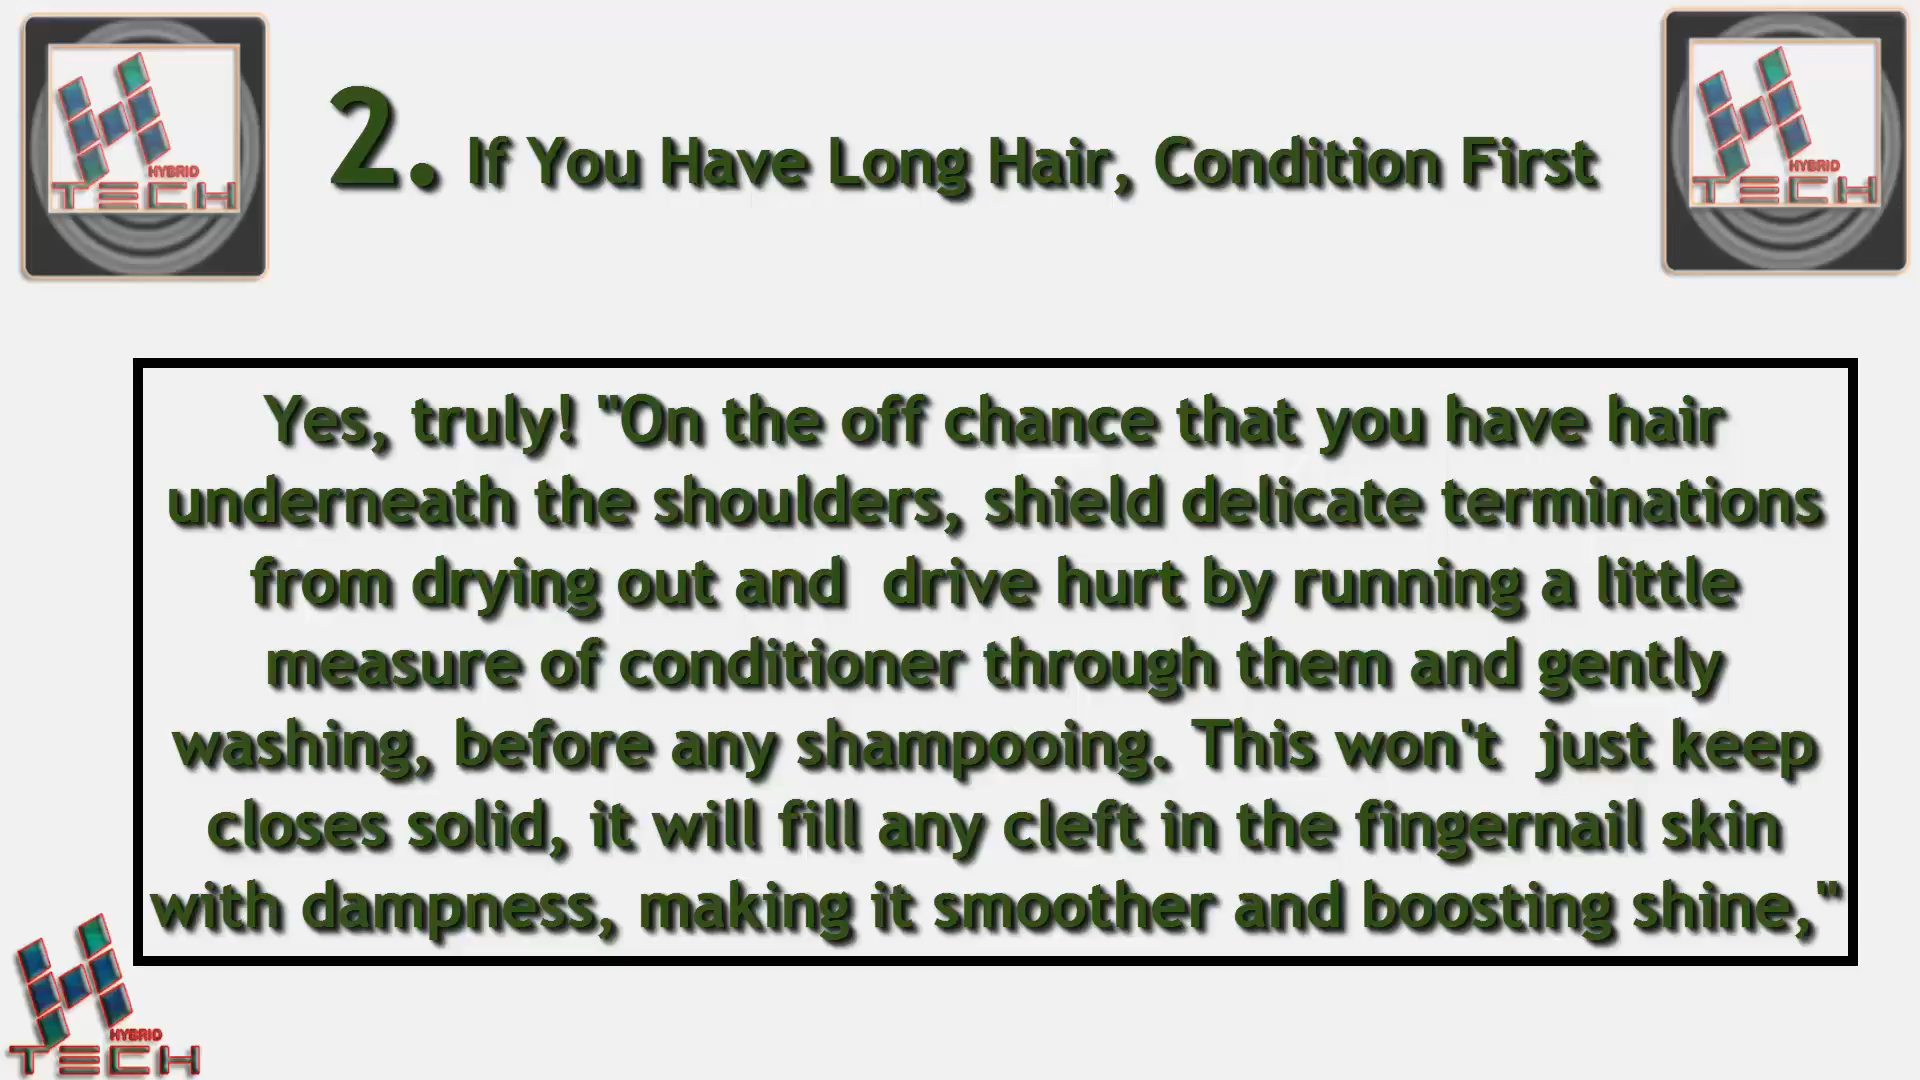 HYBRID
TECH
2. If You Have Long Hair, Condition First
HYBRID
TECH
Yes, truly! "On the off chance that you have hair
underneath the shoulders, shield delicate terminations
from drying out and  drive hurt by running a little
measure of conditioner through them and gently
washing, before any shampooing. This won't  just keep
closes solid, it will fill any cleft in the fingernail skin
with dampness, making it smoother and boosting shine,"
HYBRID
TECH